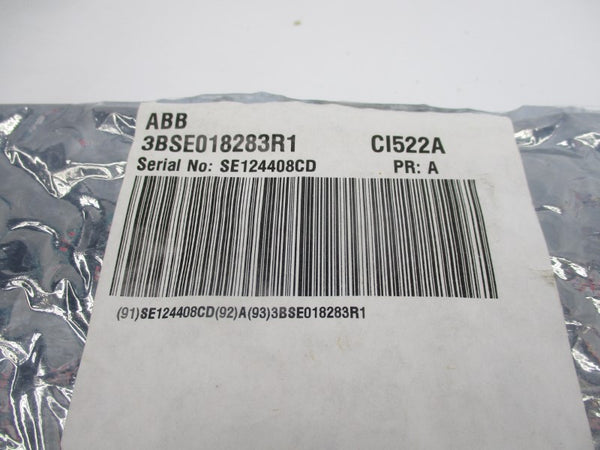 ABB
3BSE018283R1 CI522A
Serial No: SE124408CD PR: A
(91)SE124408CD(92)A(93)3BSE018283R1